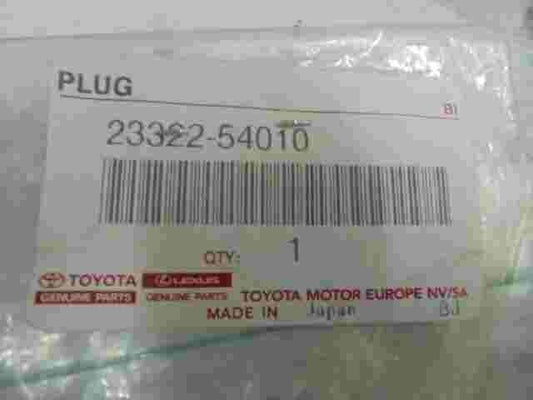 PLUG
B1
23322-54010
QTY: 1
TOYOTA LEXUS
GENUINE PARTS GENUINE PARTS TOYOTA MOTOR EUROPE NV/SA
MADE IN Japan BJ